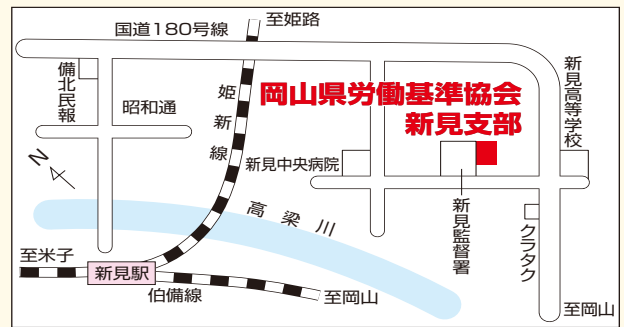 至姫路
国道180号線
備北民報
昭和通
姫新線
岡山県労働基準協会
新見支部
新見高等学校
N
新見中央病院
高梁川
新見監督署
クラタク
至米子
新見駅
伯備線
至岡山
至岡山